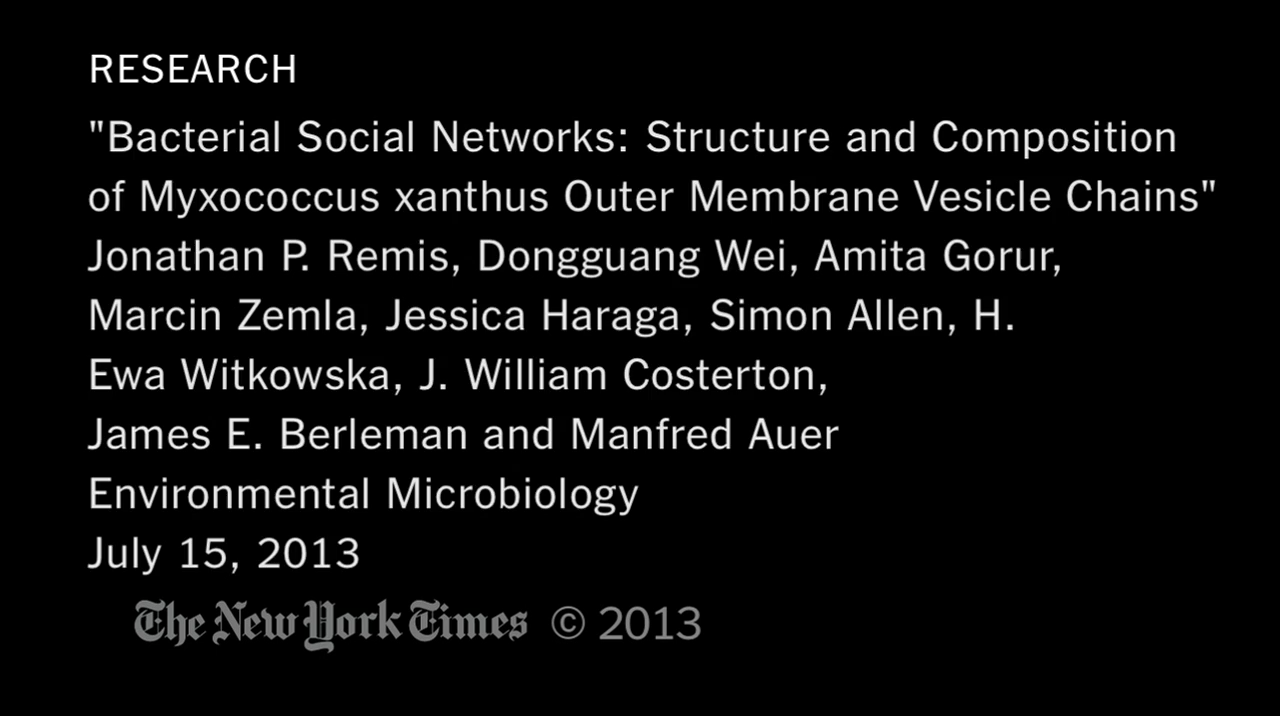 RESEARCH
"Bacterial Social Networks: Structure and Composition
of Myxococcus xanthus Outer Membrane Vesicle Chains"
Jonathan P. Remis, Dongguang Wei, Amita Gorur,
Marcin Zemla, Jessica Haraga, Simon Allen, H.
Ewa Witkowska, J. William Costerton,
James E. Berleman and Manfred Auer
Environmental Microbiology
July 15, 2013
The New York Times © 2013